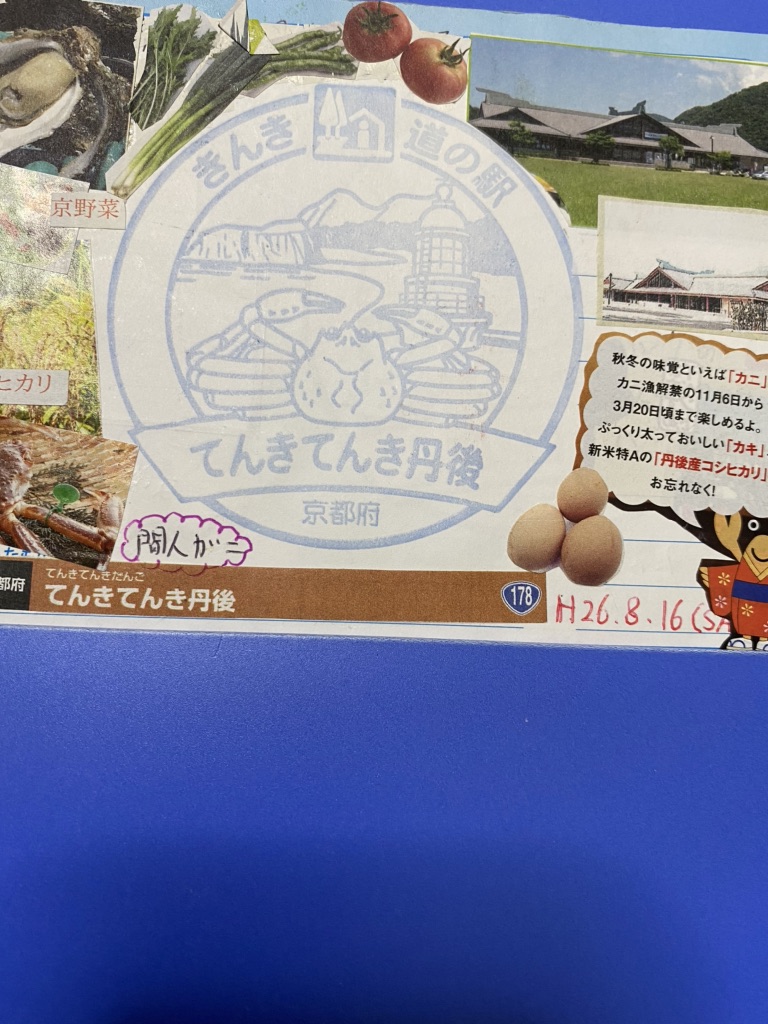 きんき 道の駅
京野菜
ヒカリ
秋冬の味覚といえば「カニ」
カニ漁解禁の11月6日から
3月20日頃まで楽しめるよ。
ぷっくり太っておいしい「カキ」
新米特Aの「丹後産コシヒカリ」
お忘れなく!
てんきてんき丹後
京都府
間人がニ
都府
てんきてんきたんご
てんきてんき丹後
178
H26.8.16(SA